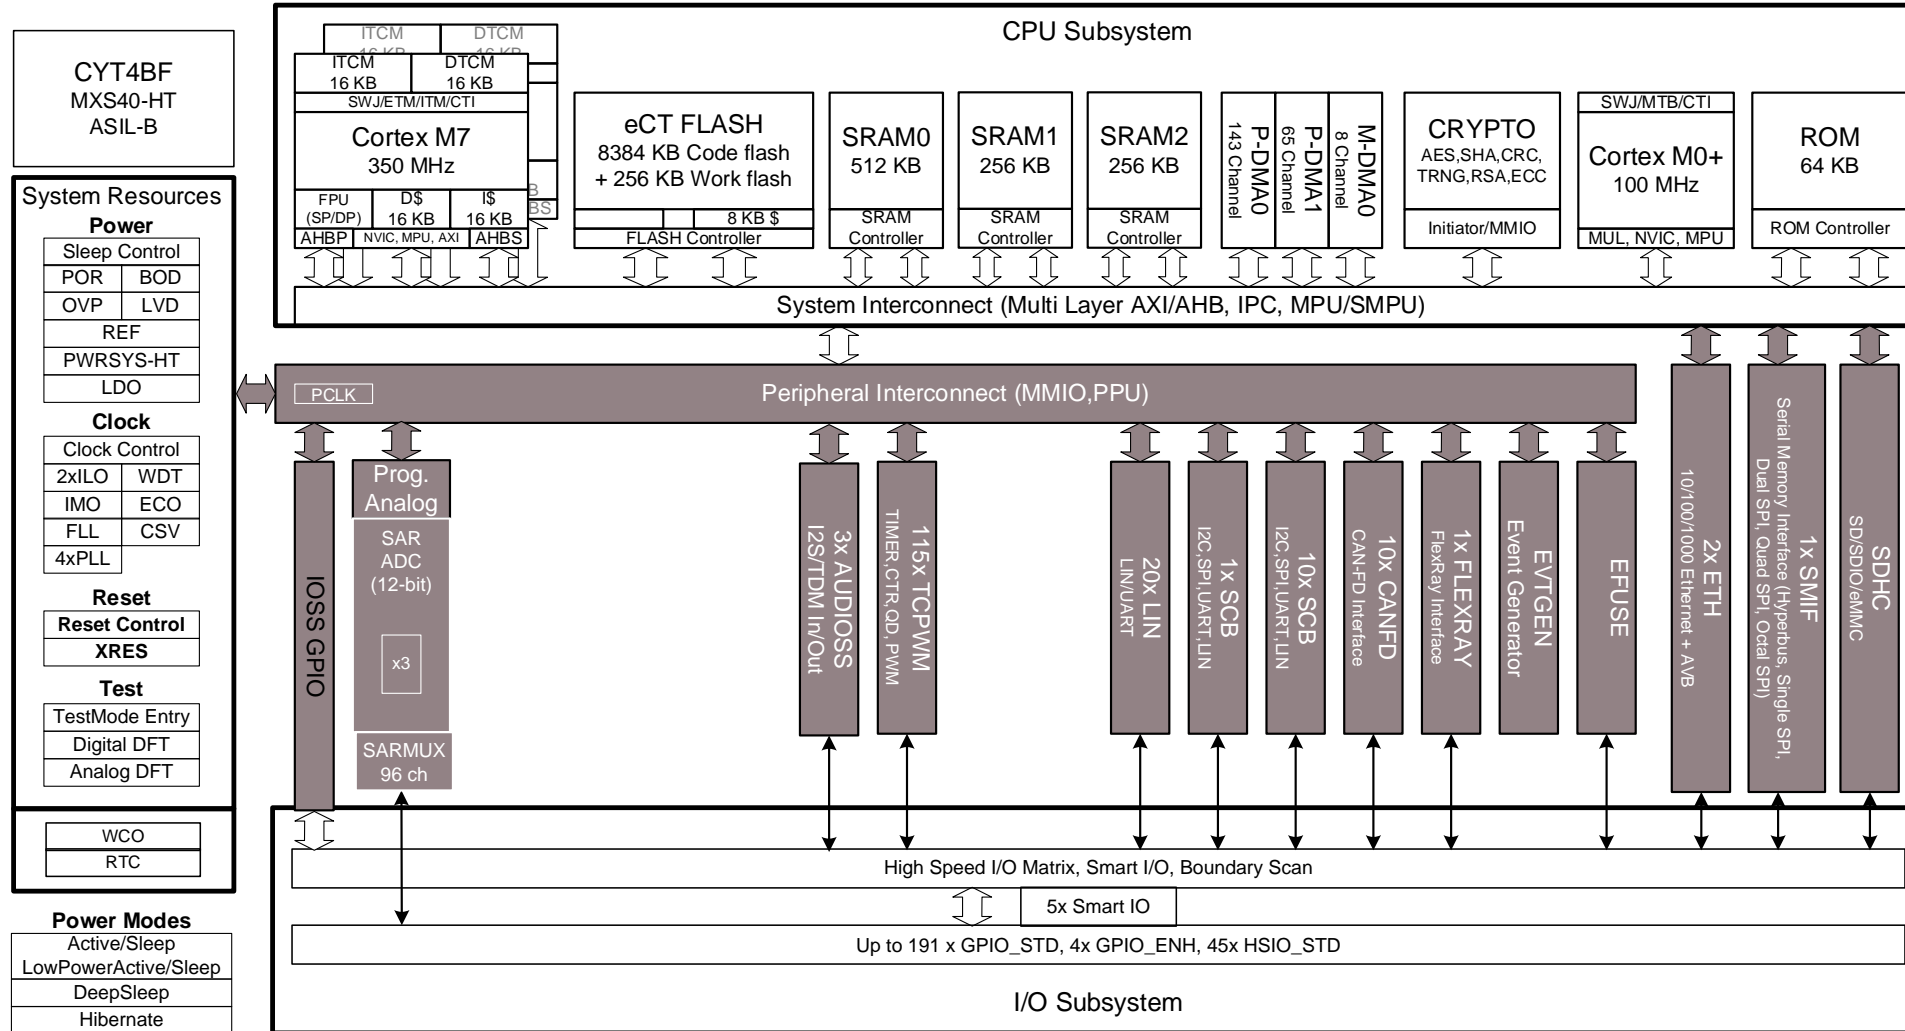 CYT4BF
MXS40-HT
ASIL-B
System Resources
Power
Sleep Control
POR BOD
OVP LVD
REF
PWRSYS-HT
LDO
Clock
Clock Control
2xILO WDT
IMO ECO
FLL CSV
4xPLL
Reset
Reset Control
XRES
Test
TestMode Entry
Digital DFT
Analog DFT
WCO
RTC
Power Modes
Active/Sleep
LowPowerActive/Sleep
DeepSleep
Hibernate
CPU Subsystem
ITCM DTCM
16 KB 16 KB
ITCM DTCM
16 KB 16 KB
SWJ/ETM/ITM/CTI
Cortex M7
350 MHz
FPU
(SP/DP)
D$
16 KB
I$
16 KB
B
BS
AHBP NVIC, MPU, AXI AHBS
eCT FLASH
8384 KB Code flash
+ 256 KB Work flash
8 KB $
FLASH Controller
SRAM0
512 KB
SRAM
Controller
SRAM1
256 KB
SRAM
Controller
SRAM2
256 KB
SRAM
Controller
P-DMA0
143 Channel
P-DMA1
65 Channel
M-DMA0
8 Channel
CRYPTO
AES,SHA,CRC,
TRNG,RSA,ECC
Initiator/MMIO
SWJ/MTB/CTI
Cortex M0+
100 MHz
MUL, NVIC, MPU
ROM
64 KB
ROM Controller
System Interconnect (Multi Layer AXI/AHB, IPC, MPU/SMPU)
PCLK
Peripheral Interconnect (MMIO,PPU)
IOSS GPIO
Prog.
Analog
SAR
ADC
(12-bit)
x3
SARMUX
96 ch
3x AUDIOSS
I2S/TDM In/Out
115x TCPWM
TIMER,CTR,QD, PWM
20x LIN
LIN/UART
1x SCB
I2C,SPI,UART,LIN
10x SCB
I2C,SPI,UART,LIN
10x CANFD
CAN-FD Interface
1x FLEXRAY
FlexRay Interface
EVTGEN
Event Generator
EFUSE
2x ETH
10/100/1000 Ethernet + AVB
1x SMIF
Serial Memory Interface (Hyperbus, Single SPI,
Dual SPI, Quad SPI, Octal SPI)
SDHC
SD/SDIO/eMMC
High Speed I/O Matrix, Smart I/O, Boundary Scan
5x Smart IO
Up to 191 x GPIO_STD, 4x GPIO_ENH, 45x HSIO_STD
I/O Subsystem